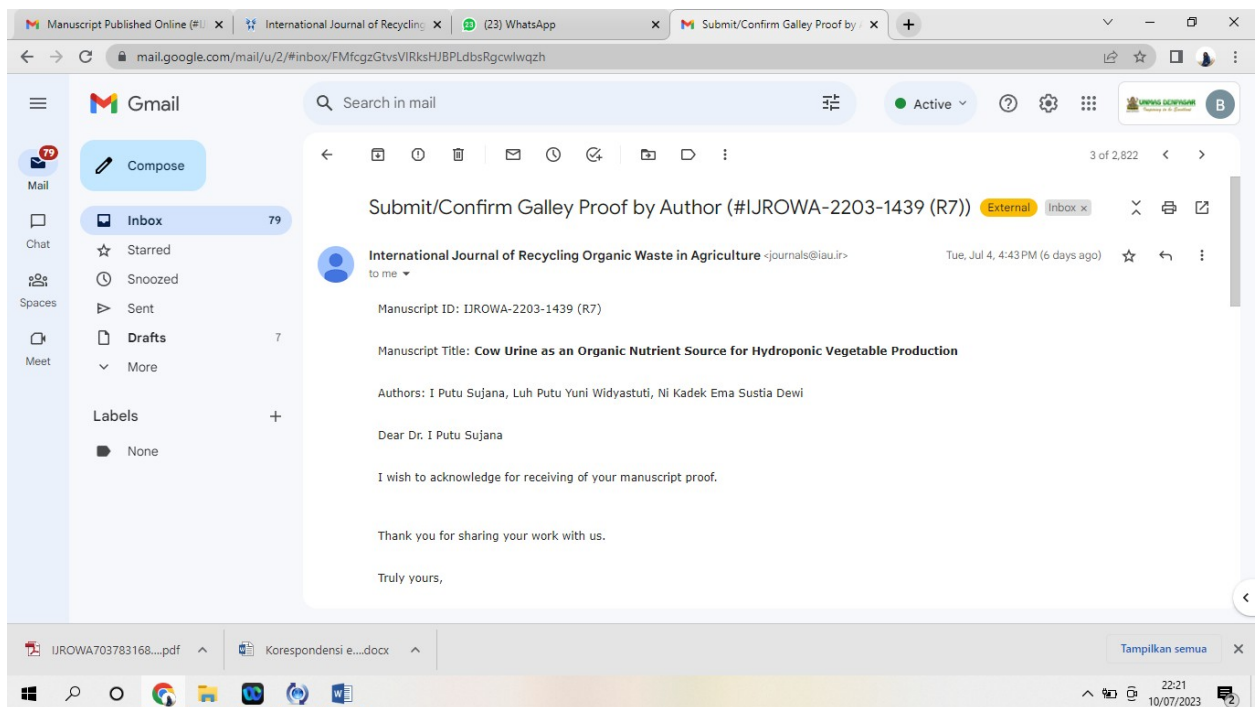 Manuscript Published Online (#IJ
International Journal of Recycling
(23) WhatsApp
Submit/Confirm Galley Proof by A
mail.google.com/mail/u/2/#inbox/FMfcgzGtvsVlRksHJBPLdbsRgcwlwqzh
Gmail
Search in mail
Active
B
79
Mail
Chat
Spaces
Meet
Compose
Inbox 79
Starred
Snoozed
Sent
Drafts 7
More
Labels
None
3 of 2,822
Submit/Confirm Galley Proof by Author (#IJROWA-2203-1439 (R7)) External Inbox x
International Journal of Recycling Organic Waste in Agriculture <journals@iau.ir> Tue, Jul 4, 4:43 PM (6 days ago)
to me
Manuscript ID: IJROWA-2203-1439 (R7)
Manuscript Title: Cow Urine as an Organic Nutrient Source for Hydroponic Vegetable Production
Authors: I Putu Sujana, Luh Putu Yuni Widyastuti, Ni Kadek Ema Sustia Dewi
Dear Dr. I Putu Sujana
I wish to acknowledge for receiving of your manuscript proof.
Thank you for sharing your work with us.
Truly yours,
IJROWA703783168....pdf
Korespondensi e....docx
Tampilkan semua
22:21
10/07/2023
2